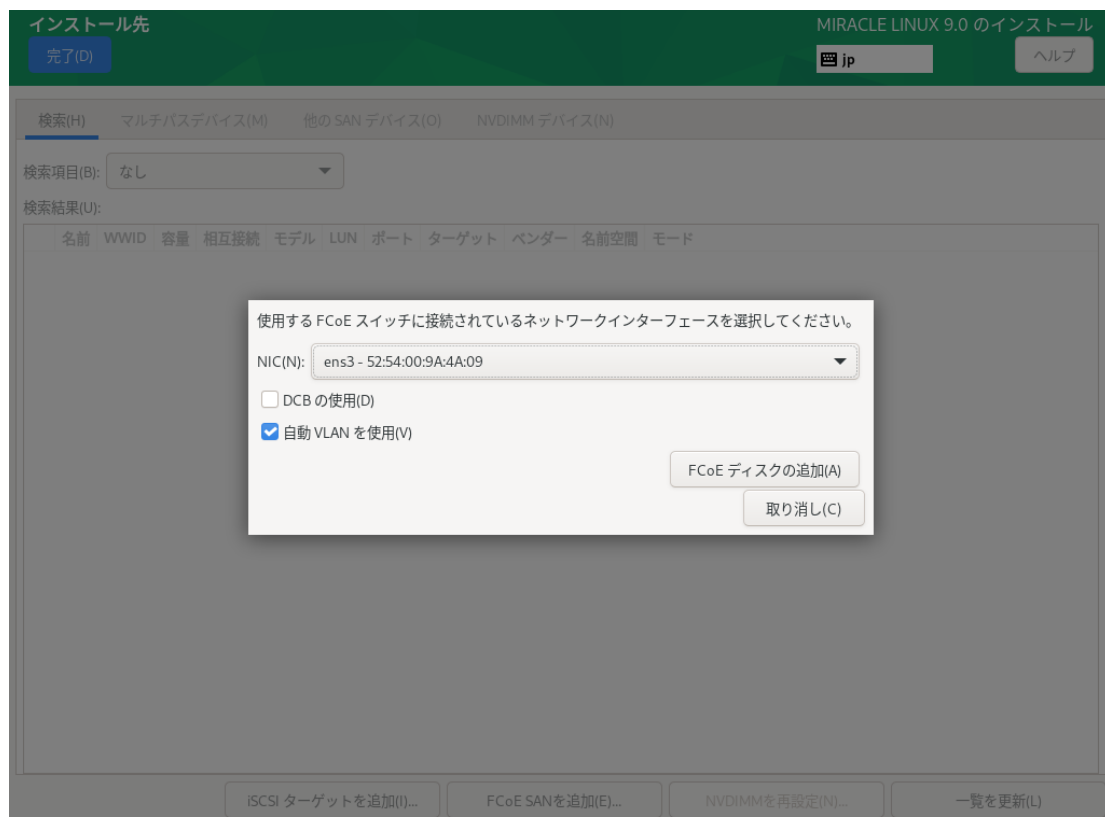 インストール先
MIRACLE LINUX 9.0 のインストール
完了(D)
jp
ヘルプ
検索(H) マルチパスデバイス(M) 他の SAN デバイス(O) NVDIMM デバイス(N)
検索項目(B): なし
検索結果(U):
名前 WWID 容量 相互接続 モデル LUN ポート ターゲット ベンダー 名前空間 モード
使用する FCoE スイッチに接続されているネットワークインターフェースを選択してください。
NIC(N): ens3 - 52:54:00:9A:4A:09
DCB の使用(D)
自動 VLAN を使用(V)
FCoE ディスクの追加(A)
取り消し(C)
iSCSI ターゲットを追加(I)... FCoE SANを追加(E)... NVDIMMを再設定(N)... 一覧を更新(L)